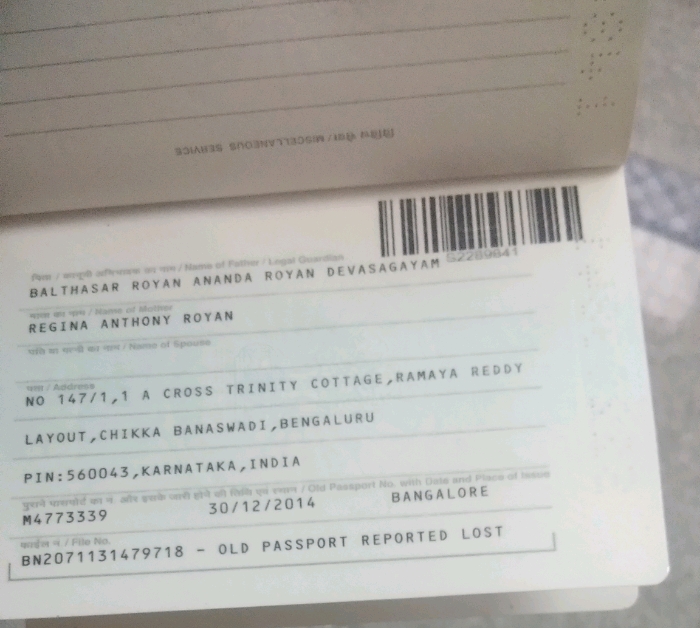 विविध सेवा / MISCELLANEOUS SERVICE
S2289841
पिता / कानूनी अभिभावक का नाम / Name of Father / Legal Guardian
BALTHASAR ROYAN ANANDA ROYAN DEVASAGAYAM
माता का नाम / Name of Mother
REGINA ANTHONY ROYAN
पति या पत्नी का नाम / Name of Spouse
पता / Address
NO 147/1,1 A CROSS TRINITY COTTAGE,RAMAYA REDDY
LAYOUT,CHIKKA BANASWADI,BENGALURU
PIN:560043,KARNATAKA,INDIA
पुराने पासपोर्ट का नं. और इसके जारी होने की तिथि एवं स्थान / Old Passport No. with Date and Place of Issue
M4773339 30/12/2014 BANGALORE
फाईल नं. / File No.
BN2071131479718 - OLD PASSPORT REPORTED LOST